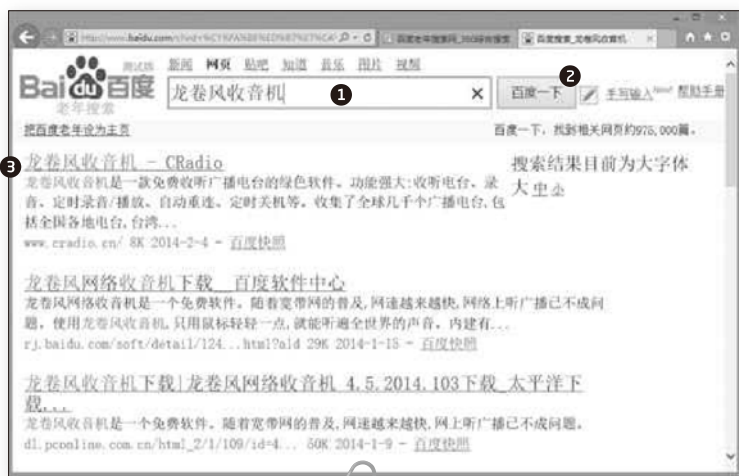 百度老年搜索网_360综合搜索
百度搜索_龙卷风收音机
测试版
新闻 网页 贴吧 知道 音乐 图片 视频
Bai du 百度
老年搜索
龙卷风收音机
1
百度一下
2
手写输入New! 帮助手册
把百度老年设为主页
百度一下，找到相关网页约975,000篇。
3
龙卷风收音机 - CRadio
龙卷风收音机是一款免费收听广播电台的绿色软件。功能强大:收听电台、录
音、定时录音/播放、自动重连、定时关机等。收集了全球几千个广播电台,包
括全国各地电台,台湾...
www.cradio.cn/ 8K 2014-2-4 - 百度快照
搜索结果目前为大字体
大 中 小
龙卷风网络收音机下载__百度软件中心
龙卷风网络收音机是一个免费软件。随着宽带网的普及,网速越来越快,网络上听广播已不成问
题。使用龙卷风收音机,只用鼠标轻轻一点,就能听遍全世界的声音。内建有...
rj.baidu.com/soft/detail/124...html?ald 29K 2014-1-15 - 百度快照
龙卷风收音机下载|龙卷风网络收音机 4.5.2014.103下载_太平洋下
载...
龙卷风收音机是一个免费软件。随着宽带网的普及,网速越来越快,网上听广播已不成问题。
dl.pconline.com.cn/html_2/1/109/id=4... 50K 2014-1-9 - 百度快照